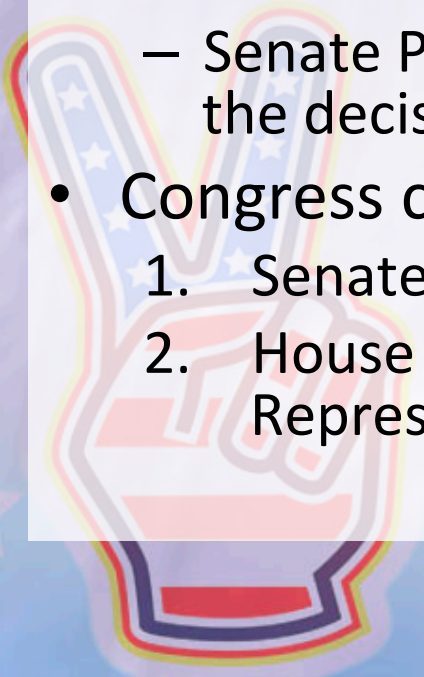 – Senate P
the decis
• Congress c
1. Senate
2. House
Repres